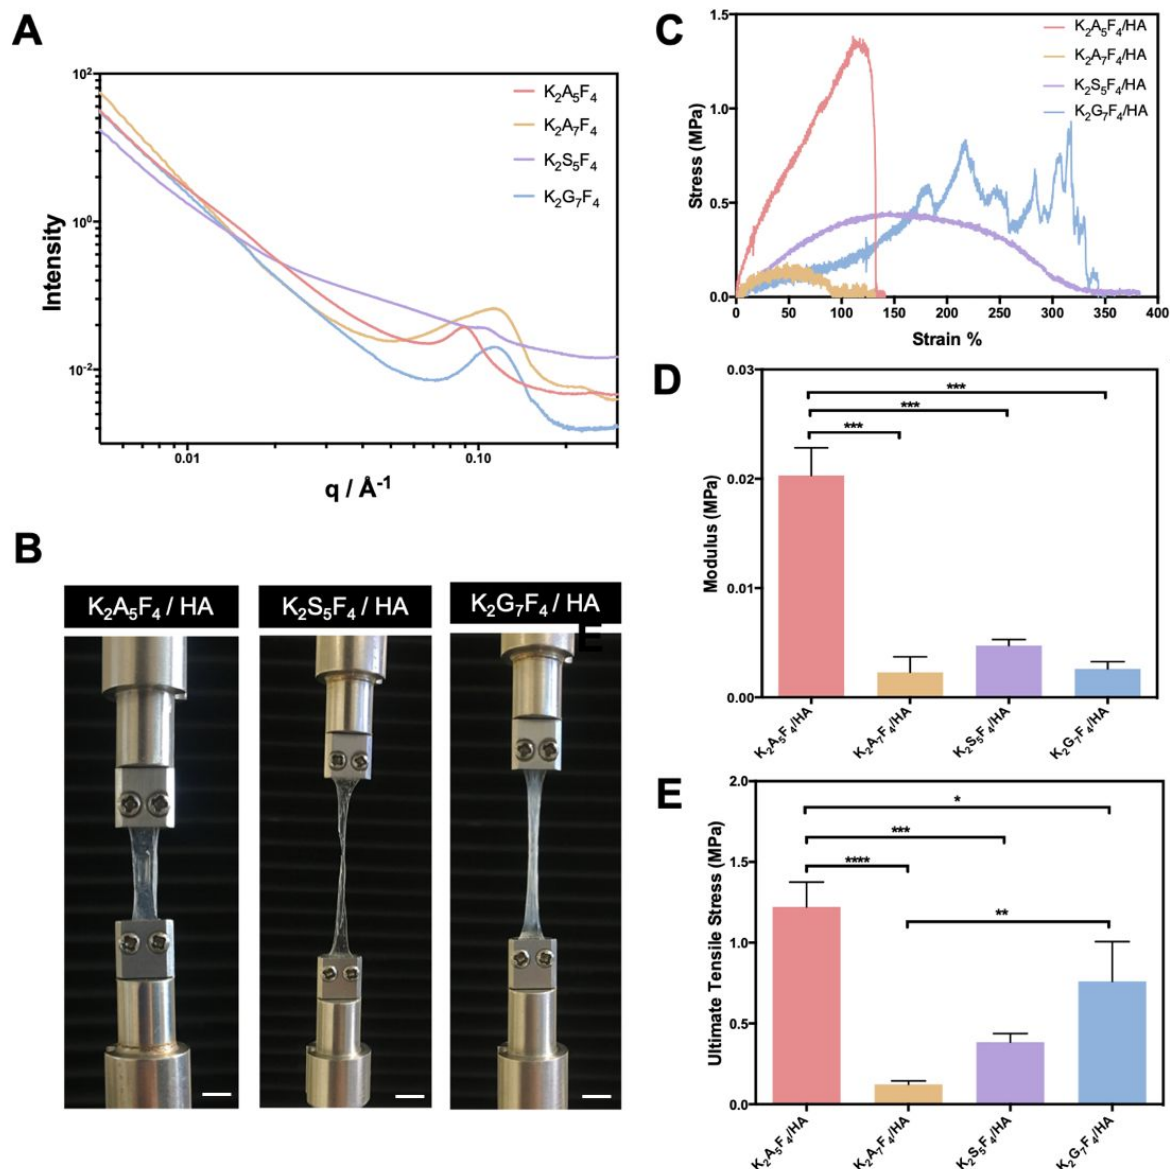 A
10²
10⁰
10⁻²
Intensity
0.01
0.10
q / Å⁻¹
K₂A₅F₄
K₂A₇F₄
K₂S₅F₄
K₂G₇F₄
B
K₂A₅F₄ / HA
K₂S₅F₄ / HA
K₂G₇F₄ / HA
E
C
1.5
1.0
0.5
0.0
Stress (MPa)
0
50
100
150
200
250
300
350
400
Strain %
K₂A₅F₄/HA
K₂A₇F₄/HA
K₂S₅F₄/HA
K₂G₇F₄/HA
D
0.03
0.02
0.01
0.00
Modulus (MPa)
***
***
***
K₂A₅F₄/HA
K₂A₇F₄/HA
K₂S₅F₄/HA
K₂G₇F₄/HA
E
2.0
1.5
1.0
0.5
0.0
Ultimate Tensile Stress (MPa)
*
***
****
**
K₂A₅F₄/HA
K₂A₇F₄/HA
K₂S₅F₄/HA
K₂G₇F₄/HA